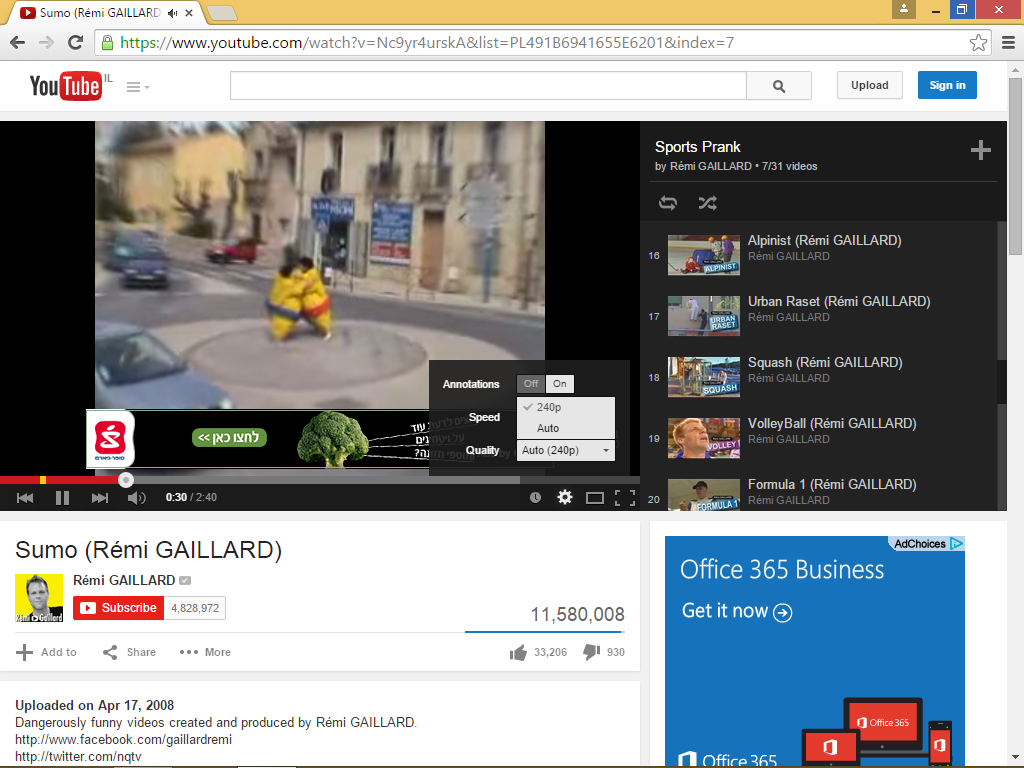 Sumo (Rémi GAILLARD)
https://www.youtube.com/watch?v=Nc9yr4urskA&list=PL491B6941655E6201&index=7
YouTube IL
Upload
Sign in
Sports Prank
by Rémi GAILLARD • 7/31 videos
16
Alpinist (Rémi GAILLARD)
Rémi GAILLARD
ALPINIST
17
Urban Raset (Rémi GAILLARD)
Rémi GAILLARD
URBAN
RASET
18
Squash (Rémi GAILLARD)
Rémi GAILLARD
SQUASH
19
VolleyBall (Rémi GAILLARD)
Rémi GAILLARD
VOLLEY
20
Formula 1 (Rémi GAILLARD)
Rémi GAILLARD
FORMULA 1
Annotations Off On
Speed
240p
Auto
Quality Auto (240p)
סופר-פארם
לחצו כאן >>
0:30 / 2:40
Sumo (Rémi GAILLARD)
Rémi GAILLARD
Subscribe 4,828,972
Rémi Gaillard
11,580,008
Add to Share More 33,206 930
Uploaded on Apr 17, 2008
Dangerously funny videos created and produced by Rémi GAILLARD.
http://www.facebook.com/gaillardremi
http://twitter.com/nqtv
AdChoices
Office 365 Business
Get it now
Office 365
Office 365